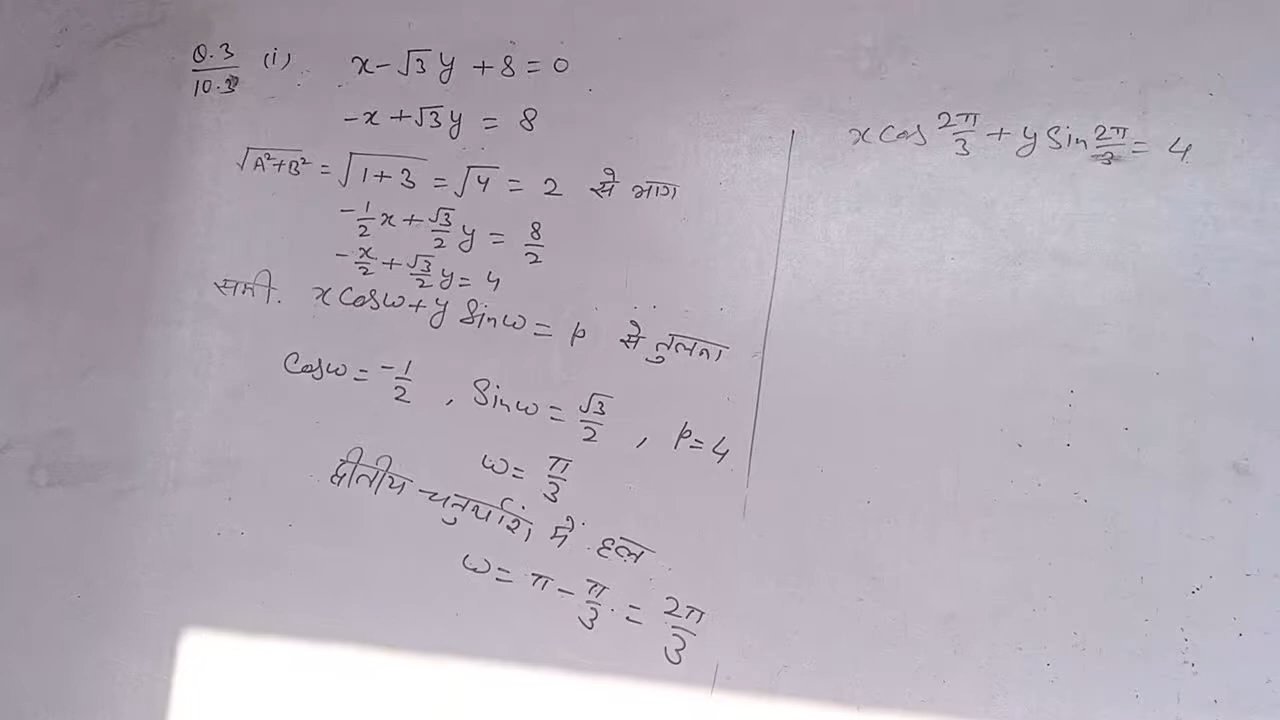 Q.3/10.3 (i) x-√3y+8=0
-x+√3y=8
√A²+B² = √1+3 = √4 = 2 से भाग
-1/2 x+√3/2 y = 8/2
-x/2+√3/2 y=4
समी. x Cosω+y Sinω = p से तुलना
Cosω = -1/2, Sinω = √3/2, p=4
ω= π/3
द्वीतीय चतुर्थांश में हल
ω= π-π/3 = 2π/3
x Cos 2π/3 + y Sin 2π/3 = 4